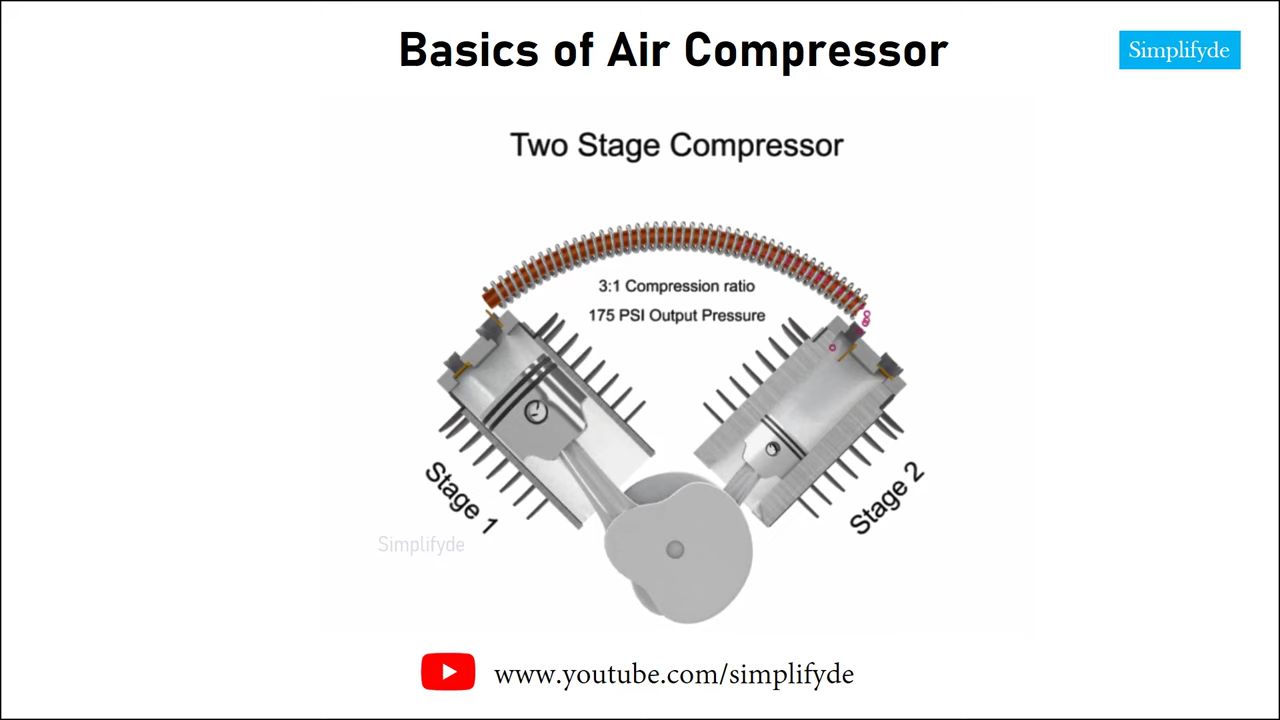 Basics of Air Compressor
Simplifyde
Two Stage Compressor
3:1 Compression ratio
175 PSI Output Pressure
Stage 1
Stage 2
Simplifyde
www.youtube.com/simplifyde